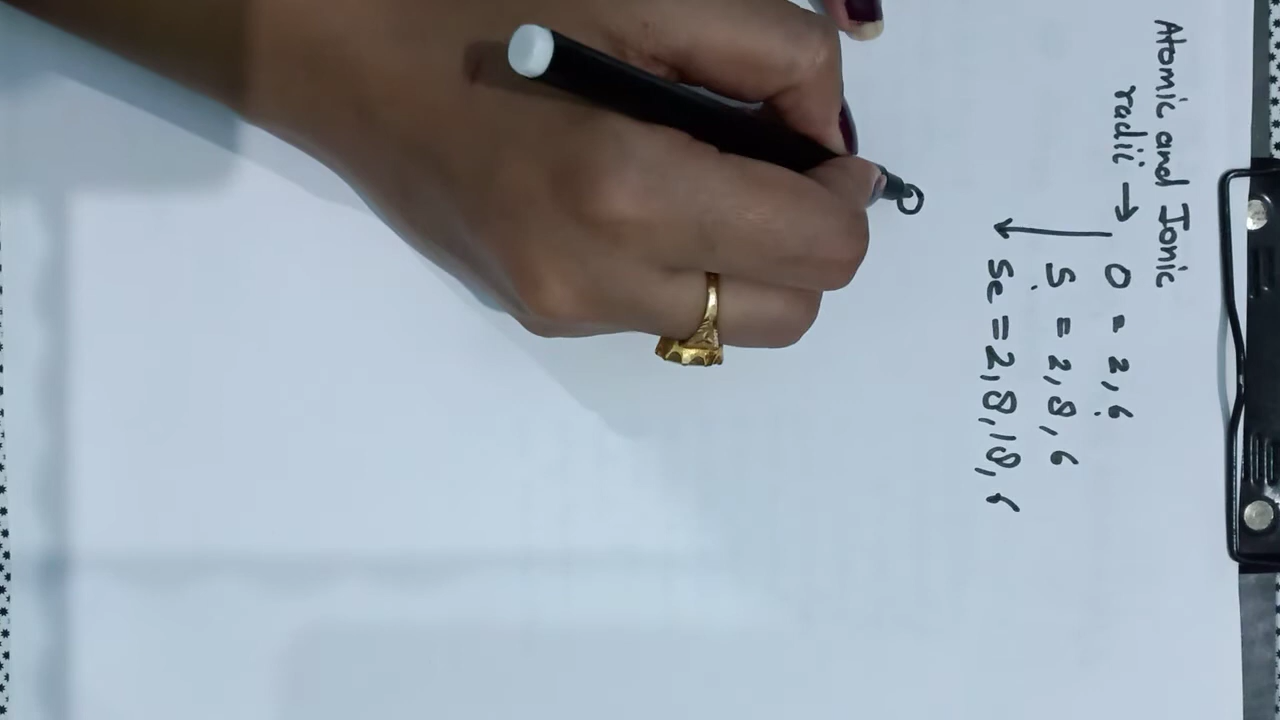 Atomic and Ionic
radii → O = 2, 6
S = 2, 8, 6
Se = 2, 8, 18, 6
O